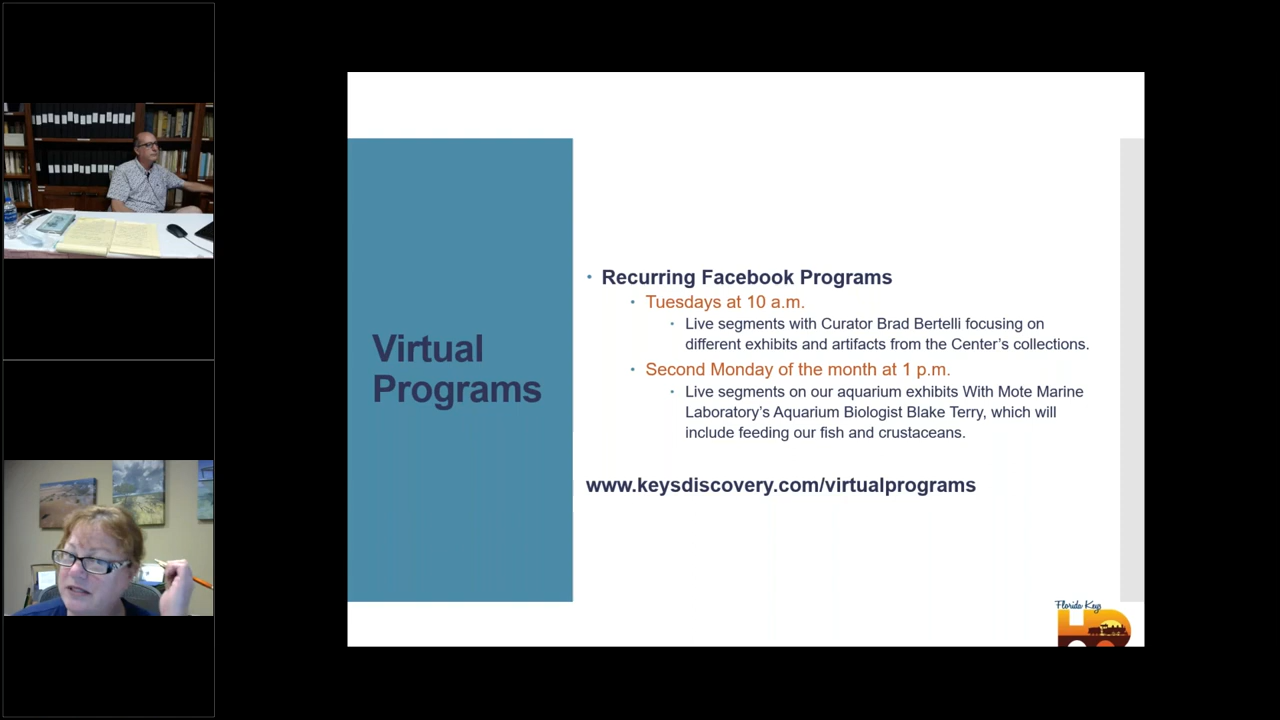 Virtual
Programs
Recurring Facebook Programs
Tuesdays at 10 a.m.
Live segments with Curator Brad Bertelli focusing on
different exhibits and artifacts from the Center's collections.
Second Monday of the month at 1 p.m.
Live segments on our aquarium exhibits With Mote Marine
Laboratory's Aquarium Biologist Blake Terry, which will
include feeding our fish and crustaceans.
www.keysdiscovery.com/virtualprograms
Florida Keys